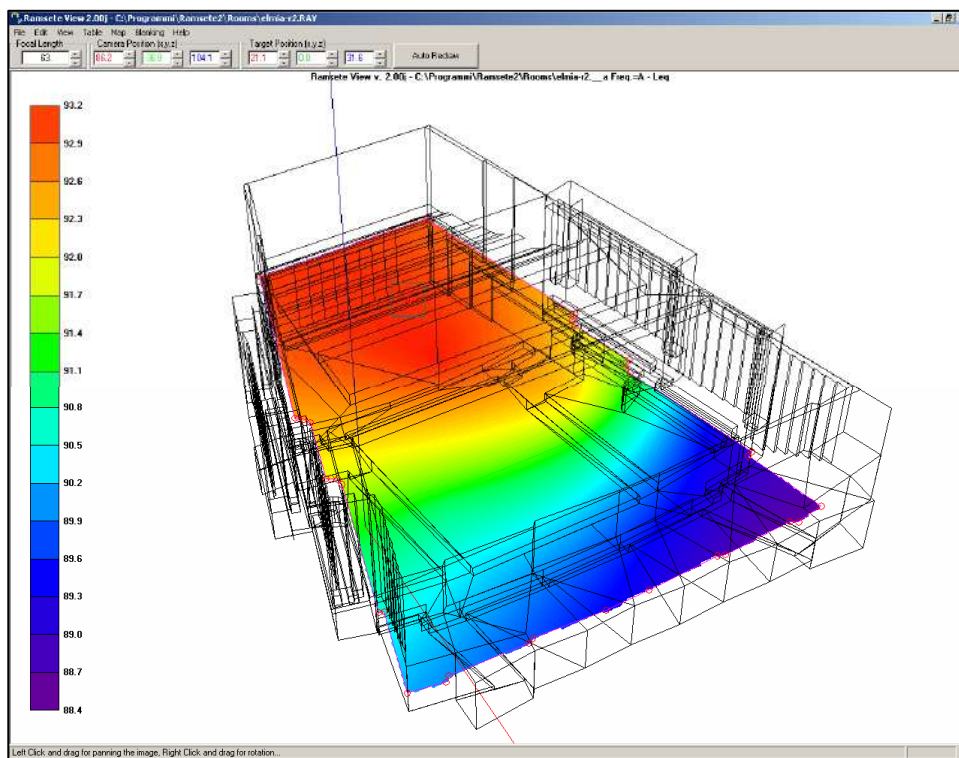 Ramsete View 2.00j - C:\Programmi\Ramsete2\Rooms\elmia-r2.RAY
File Edit View Table Map Blanking Help
Focal Length Camera Position (x,y,z) Target Position (x,y,z)
63. 86.2 104.1 21.1 0.0 31.6 Auto Redraw
Ramsete View v. 2.00j - C:\Programmi\Ramsete2\Rooms\elmia-r2.__a Freq.=A - Leq
93.2
92.9
92.6
92.3
92.0
91.7
91.4
91.1
90.8
90.5
90.2
89.9
89.6
89.3
89.0
88.7
88.4
Left Click and drag for panning the image, Right Click and drag for rotation...